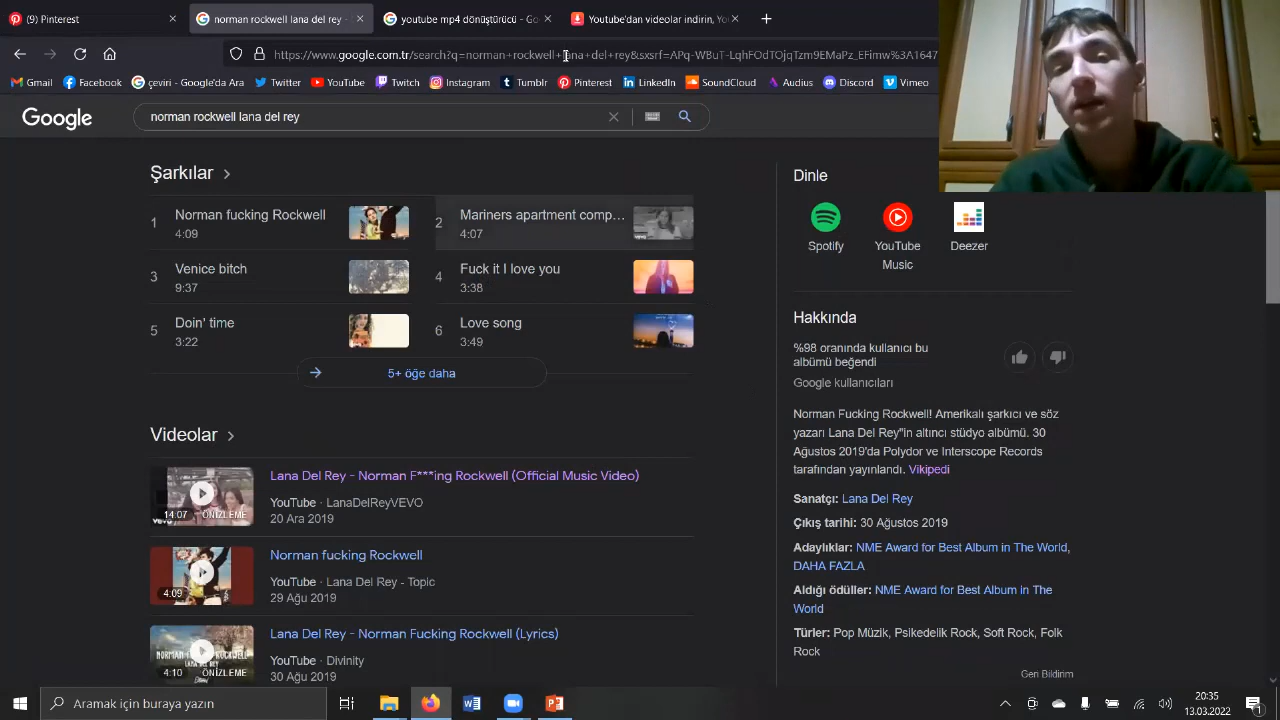 (9) Pinterest
norman rockwell lana del rey -
youtube mp4 dönüştürücü - Go
Youtube'dan videolar indirin, Yo
https://www.google.com.tr/search?q=norman+rockwell+lana+del+rey&sxsrf=APq-WBuT-LqhFOdTOjqTzm9EMaPz_EFimw%3A1647
Gmail
Facebook
çeviri - Google'da Ara
Twitter
YouTube
Twitch
Instagram
Tumblr
Pinterest
LinkedIn
SoundCloud
Audius
Discord
Vimeo
Google
norman rockwell lana del rey
Şarkılar
1
Norman fucking Rockwell
4:09
2
Mariners apartment comp...
4:07
3
Venice bitch
9:37
4
Fuck it I love you
3:38
5
Doin' time
3:22
6
Love song
3:49
5+ öğe daha
Videolar
Lana Del Rey - Norman F***ing Rockwell (Official Music Video)
YouTube · LanaDelReyVEVO
20 Ara 2019
14:07 ÖNİZLEME
Norman fucking Rockwell
YouTube · Lana Del Rey - Topic
29 Ağu 2019
4:09
Lana Del Rey - Norman Fucking Rockwell (Lyrics)
YouTube · Divinity
30 Ağu 2019
4:10 ÖNİZLEME
Dinle
Spotify
YouTube
Music
Deezer
Hakkında
%98 oranında kullanıcı bu
albümü beğendi
Google kullanıcıları
Norman Fucking Rockwell! Amerikalı şarkıcı ve söz
yazarı Lana Del Rey"in altıncı stüdyo albümü. 30
Ağustos 2019'da Polydor ve Interscope Records
tarafından yayınlandı. Vikipedi
Sanatçı: Lana Del Rey
Çıkış tarihi: 30 Ağustos 2019
Adaylıklar: NME Award for Best Album in The World,
DAHA FAZLA
Aldığı ödüller: NME Award for Best Album in The
World
Türler: Pop Müzik, Psikedelik Rock, Soft Rock, Folk
Rock
Geri Bildirim
Aramak için buraya yazın
20:35
13.03.2022
1